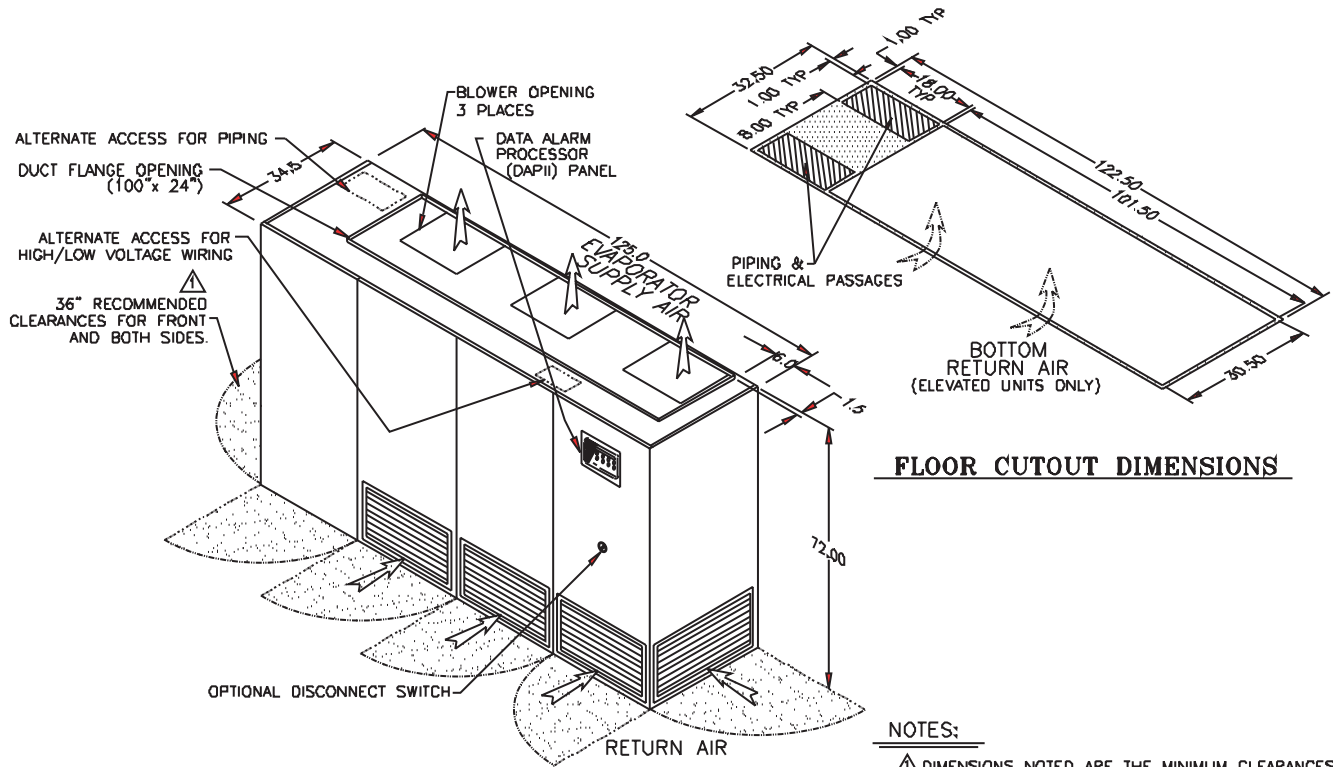 BLOWER OPENING
3 PLACES
ALTERNATE ACCESS FOR PIPING
DATA ALARM
PROCESSOR
(DAPII) PANEL
DUCT FLANGE OPENING
(100"x 24")
34.5
ALTERNATE ACCESS FOR
HIGH/LOW VOLTAGE WIRING
1
36" RECOMMENDED
CLEARANCES FOR FRONT
AND BOTH SIDES.
125.0
EVAPORATOR
SUPPLY AIR
6.0
1.5
72.00
OPTIONAL DISCONNECT SWITCH
RETURN AIR
32.50
1.00 TYP
8.00 TYP
1.00 TYP
18.00
TYP
122.50
101.50
PIPING &
ELECTRICAL PASSAGES
BOTTOM
RETURN AIR
(ELEVATED UNITS ONLY)
30.50
FLOOR CUTOUT DIMENSIONS
NOTES:
1 DIMENSIONS NOTED ARE THE MINIMUM CLEARANCES